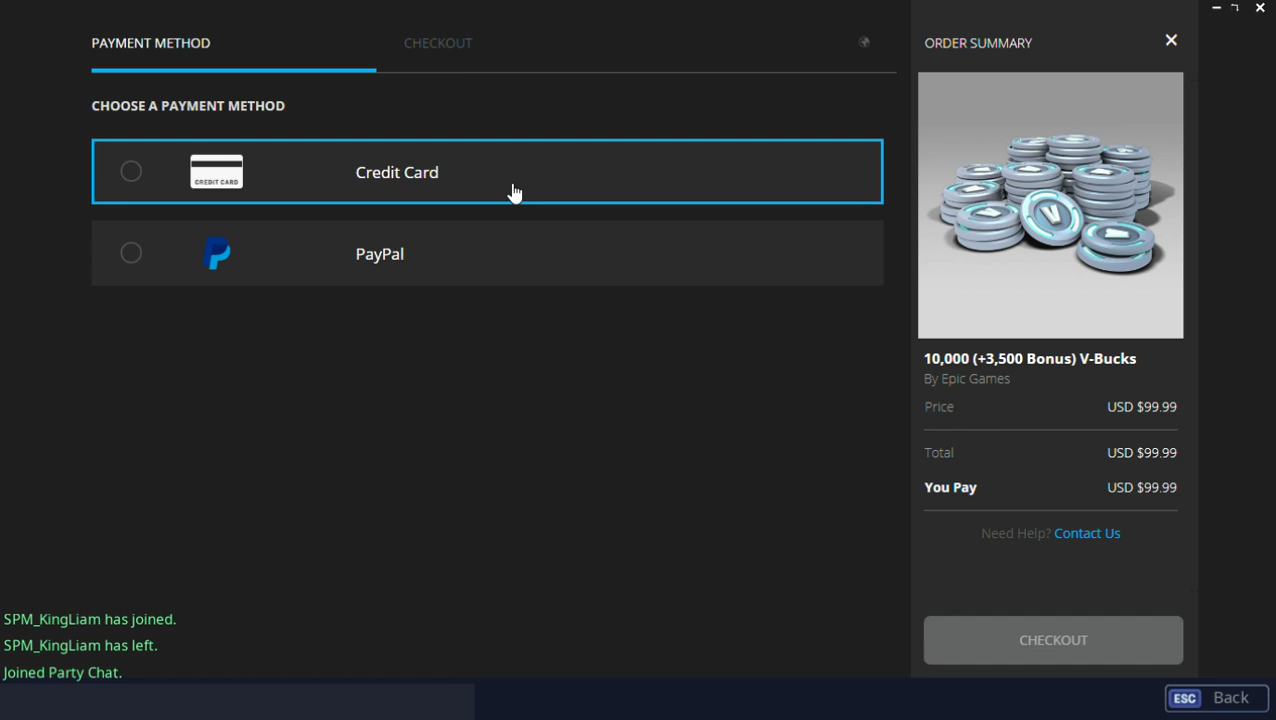 PAYMENT METHOD
CHECKOUT
CHOOSE A PAYMENT METHOD
CREDIT CARD
Credit Card
PayPal
ORDER SUMMARY
10,000 (+3,500 Bonus) V-Bucks
By Epic Games
Price USD $99.99
Total USD $99.99
You Pay USD $99.99
Need Help? Contact Us
CHECKOUT
SPM_KingLiam has joined.
SPM_KingLiam has left.
Joined Party Chat.
ESC Back